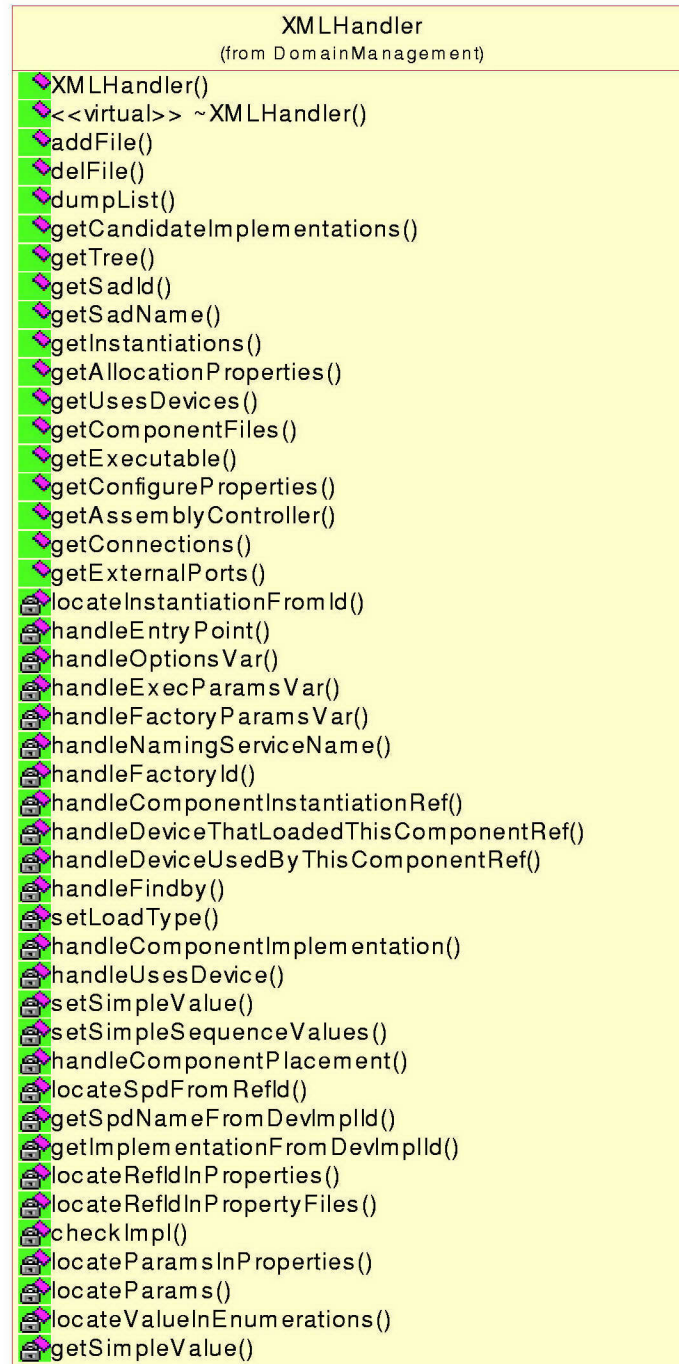 XMLHandler
(from DomainManagement)
XMLHandler()
<<virtual>> ~XMLHandler()
addFile()
delFile()
dumpList()
getCandidateImplementations()
getTree()
getSadId()
getSadName()
getInstantiations()
getAllocationProperties()
getUsesDevices()
getComponentFiles()
getExecutable()
getConfigureProperties()
getAssemblyController()
getConnections()
getExternalPorts()
locateInstantiationFromId()
handleEntryPoint()
handleOptionsVar()
handleExecParamsVar()
handleFactoryParamsVar()
handleNamingServiceName()
handleFactoryId()
handleComponentInstantiationRef()
handleDeviceThatLoadedThisComponentRef()
handleDeviceUsedByThisComponentRef()
handleFindby()
setLoadType()
handleComponentImplementation()
handleUsesDevice()
setSimpleValue()
setSimpleSequenceValues()
handleComponentPlacement()
locateSpdFromRefId()
getSpdNameFromDevImplId()
getImplementationFromDevImplId()
locateRefIdInProperties()
locateRefIdInPropertyFiles()
checkImpl()
locateParamsInProperties()
locateParams()
locateValueInEnumerations()
getSimpleValue()